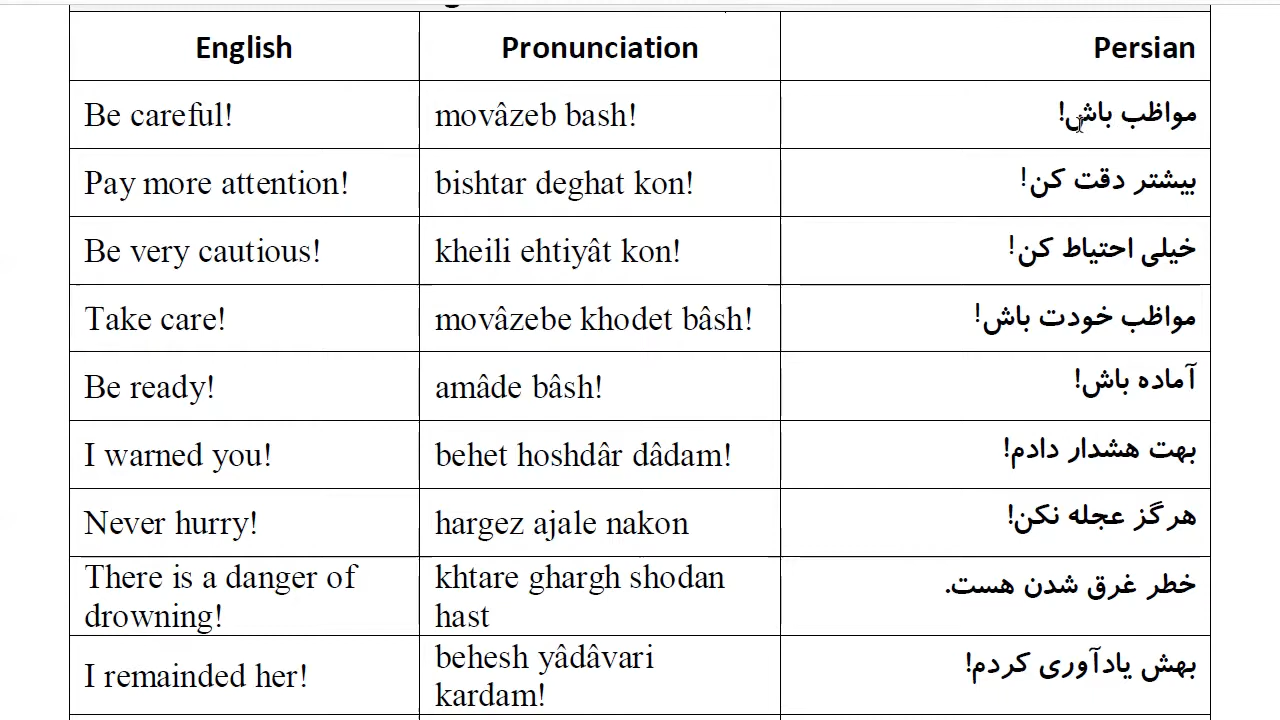 English Pronunciation Persian
Be careful! movâzeb bash! مواظب باش!
Pay more attention! bishtar deghat kon! بیشتر دقت کن!
Be very cautious! kheili ehtiyât kon! خیلی احتیاط کن!
Take care! movâzebe khodet bâsh! مواظب خودت باش!
Be ready! amâde bâsh! آماده باش!
I warned you! behet hoshdâr dâdam! بهت هشدار دادم!
Never hurry! hargez ajale nakon هرگز عجله نکن!
There is a danger of
drowning!
khtare ghargh shodan
hast
خطر غرق شدن هست.
I remainded her!
behesh yâdâvari
kardam!
بهش یادآوری کردم!